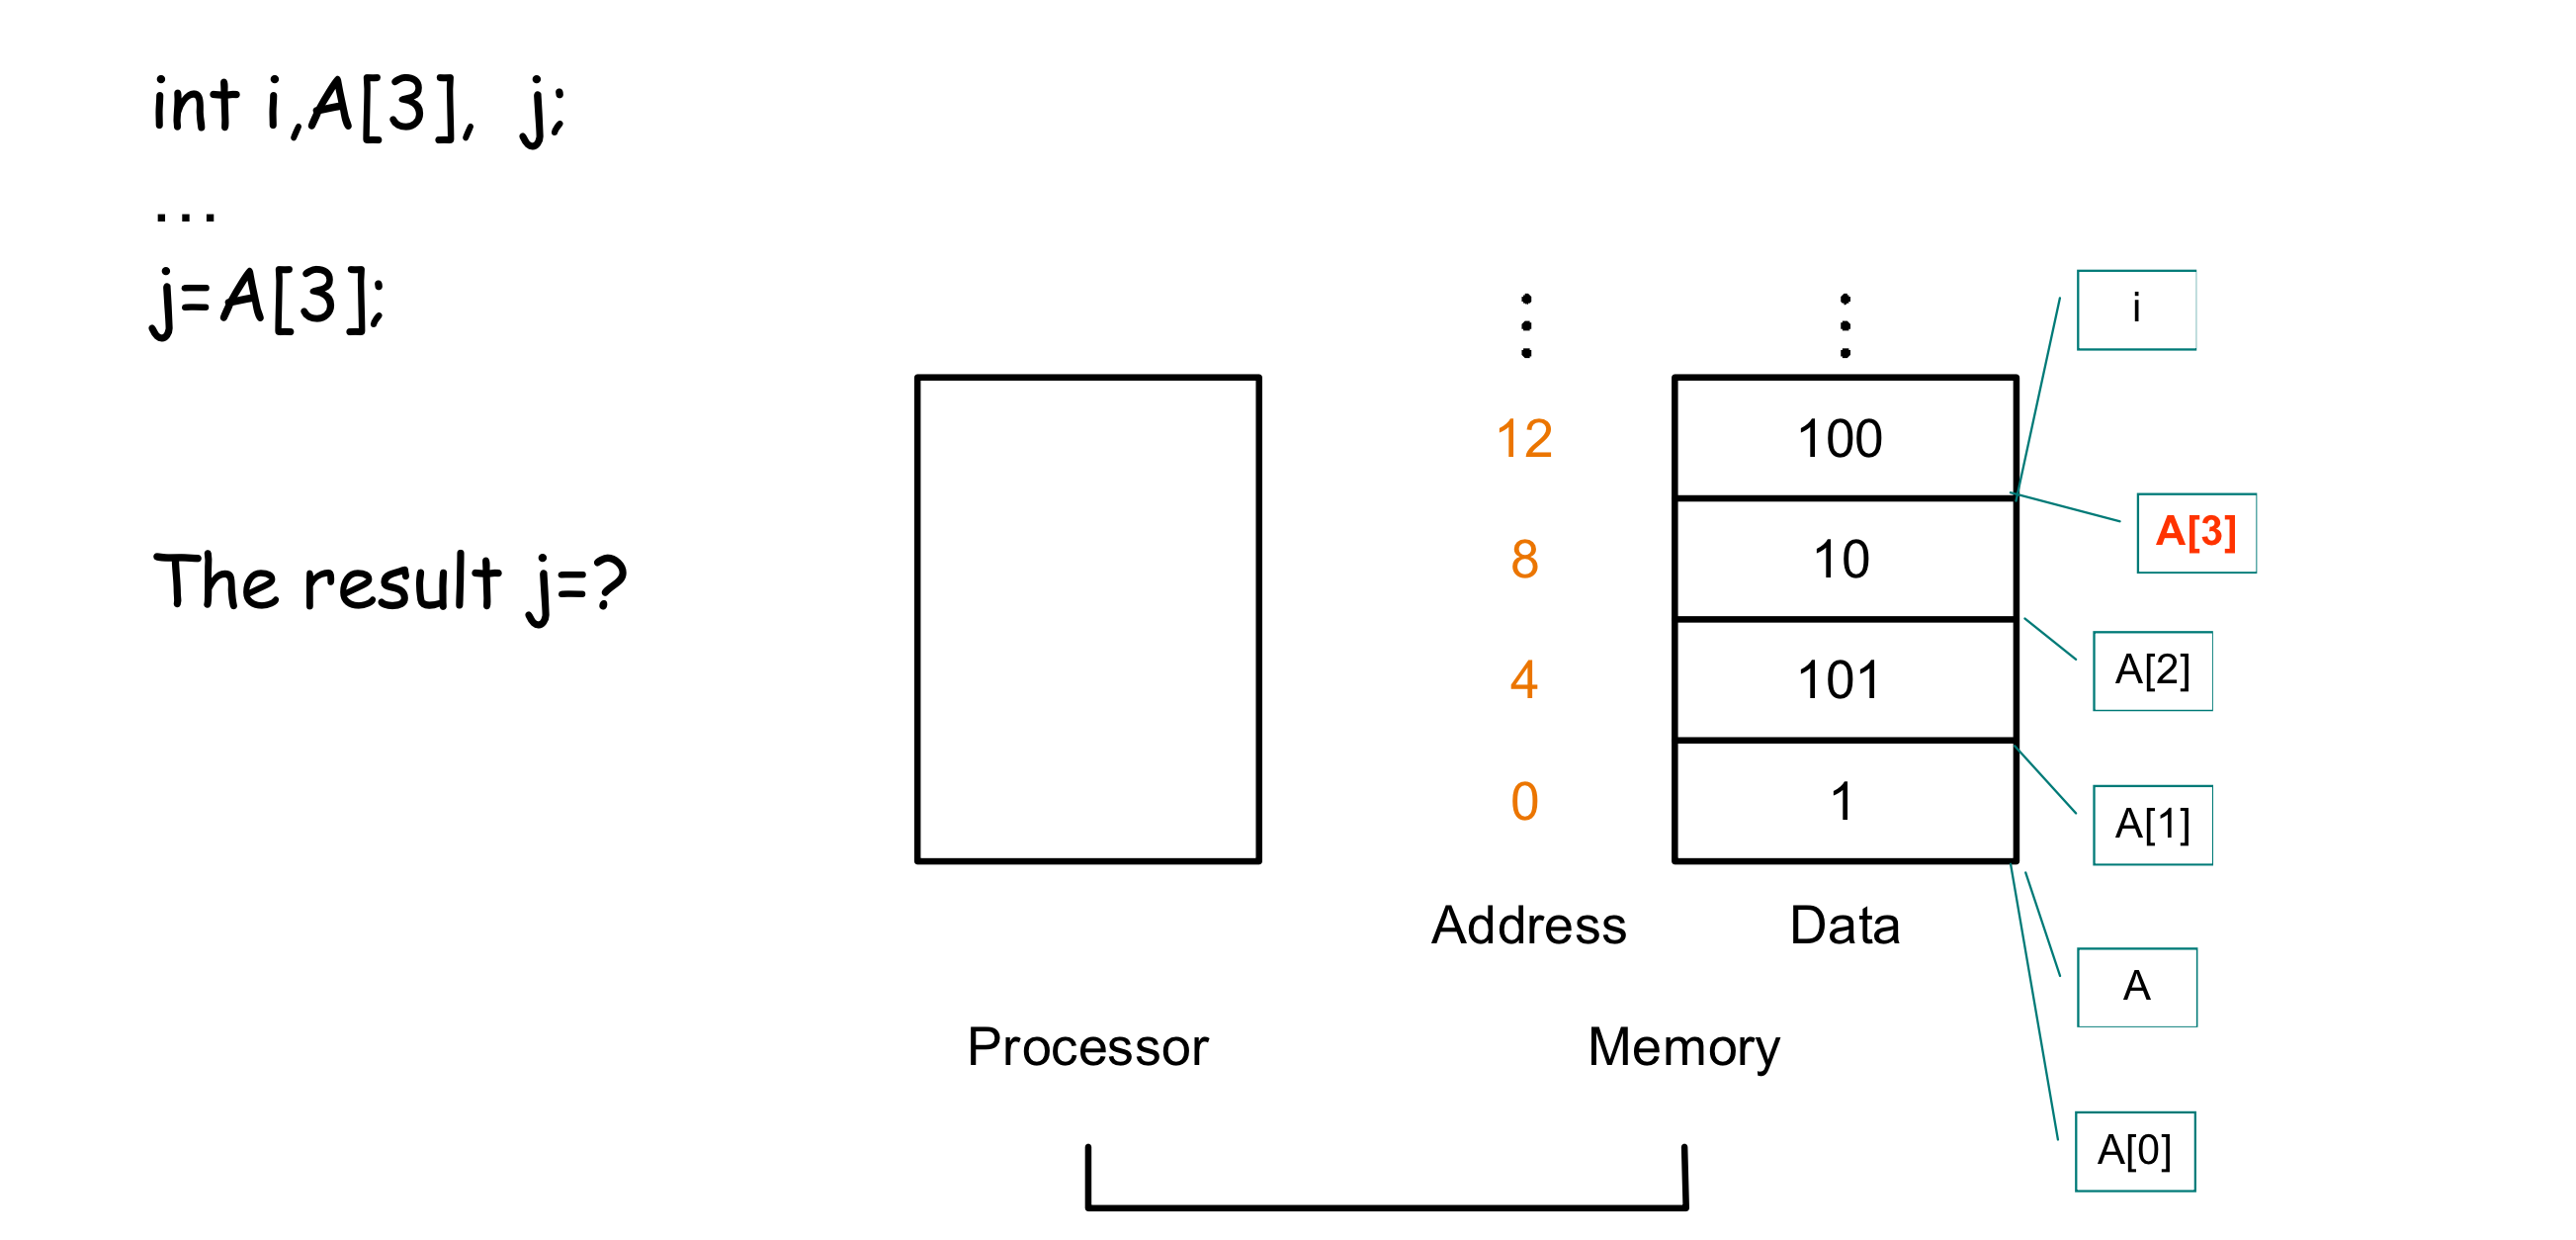 int i,A[3], j;
...
j=A[3];
The result j=?
12
8
4
0
Address
100
10
101
1
Data
i
A[3]
A[2]
A[1]
A
A[0]
Processor
Memory